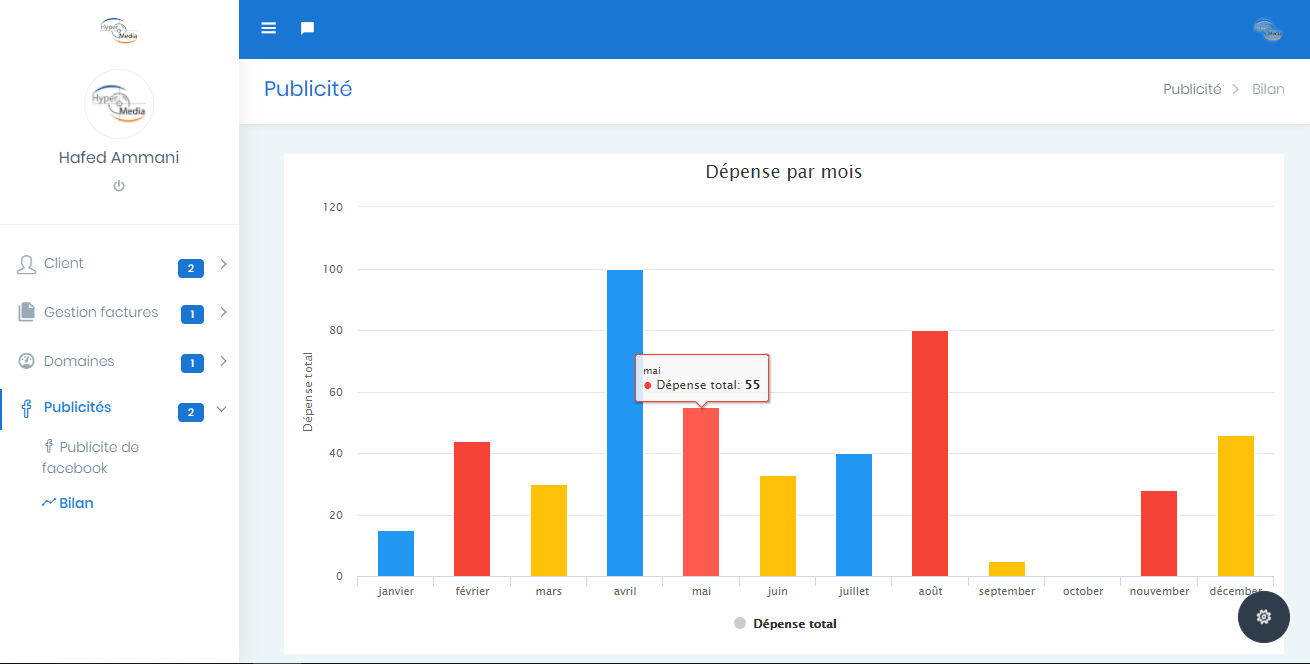 Hyper
Media
Hyper
Media
Hafed Ammani
Client
2
Gestion factures
1
Domaines
1
Publicités
2
Publicite de
facebook
Bilan
Publicité
Publicité
Bilan
Dépense par mois
Dépense total
120
100
80
60
40
20
0
mai
Dépense total: 55
janvier
février
mars
avril
mai
juin
juillet
août
september
october
nouvember
décember
Dépense total